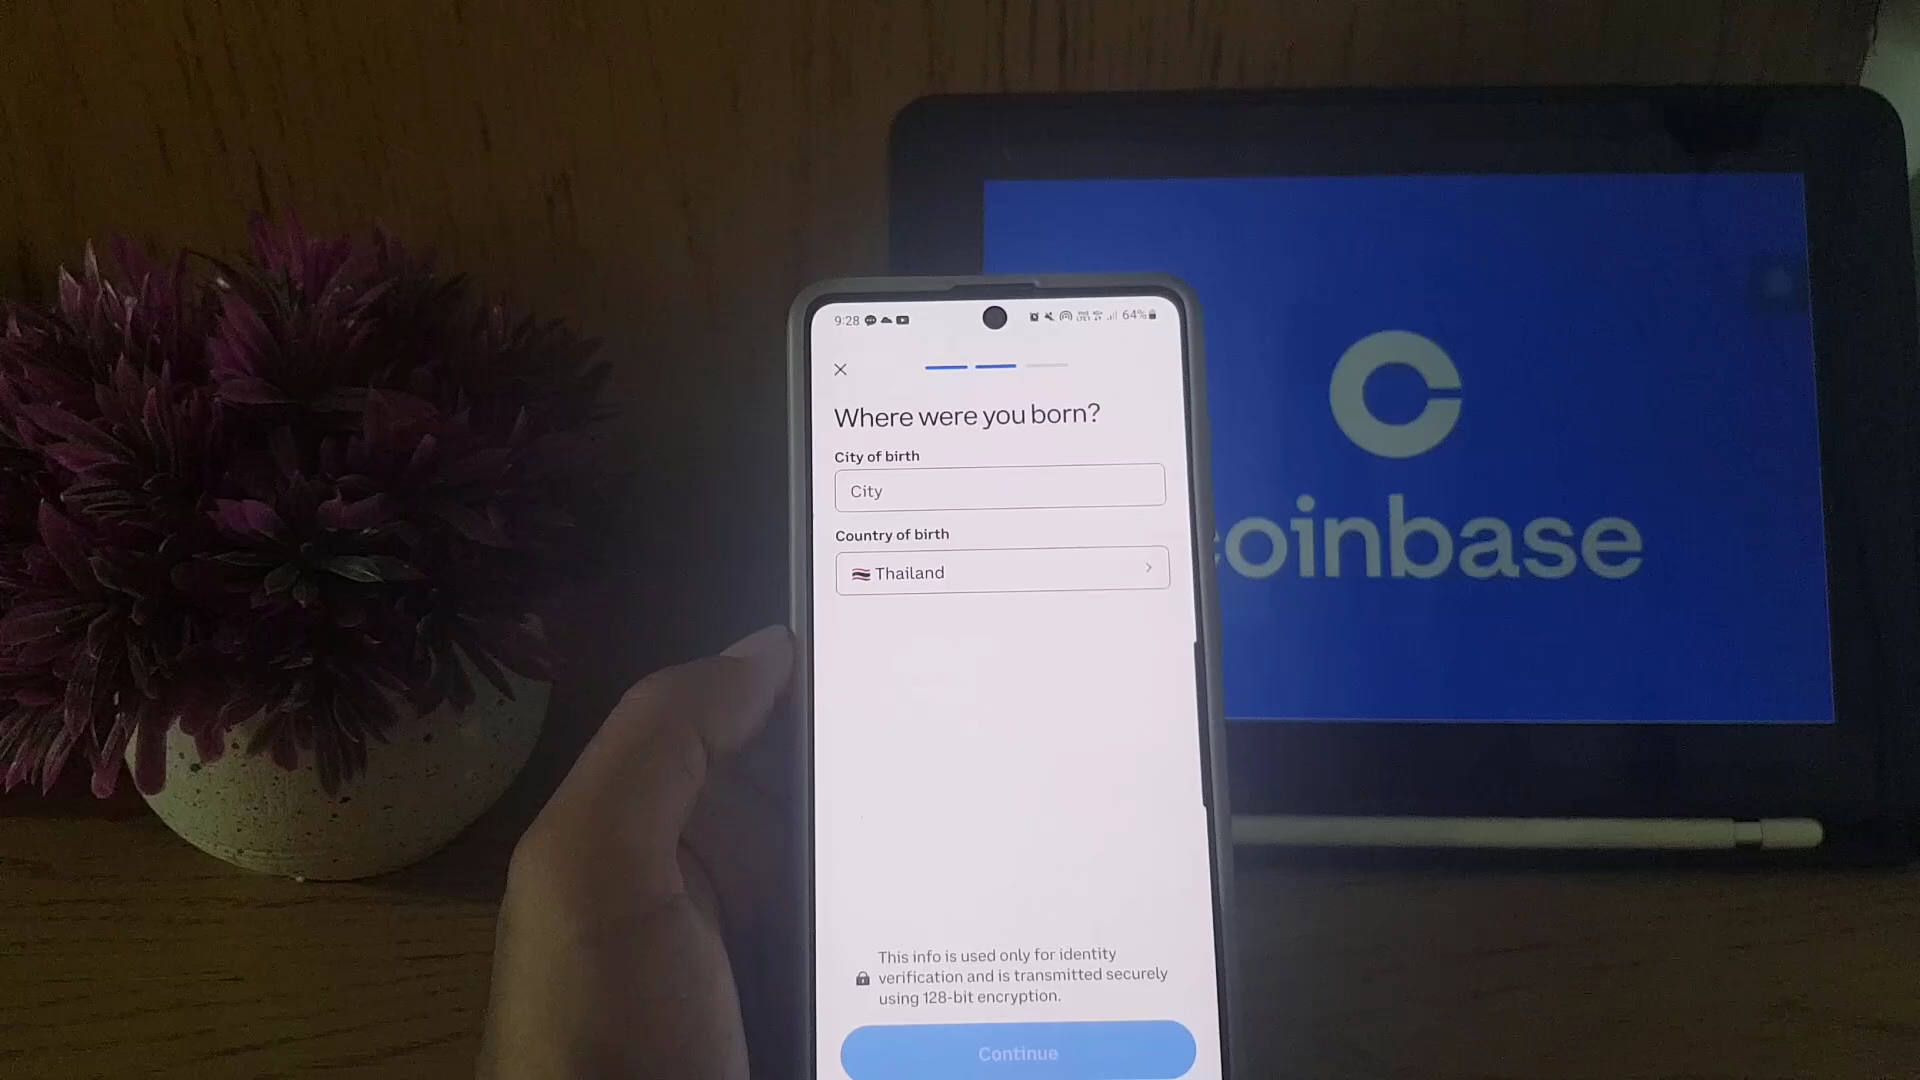 9:28
64%
Where were you born?
City of birth
City
Country of birth
Thailand
This info is used only for identity
verification and is transmitted securely
using 128-bit encryption.
Continue
coinbase